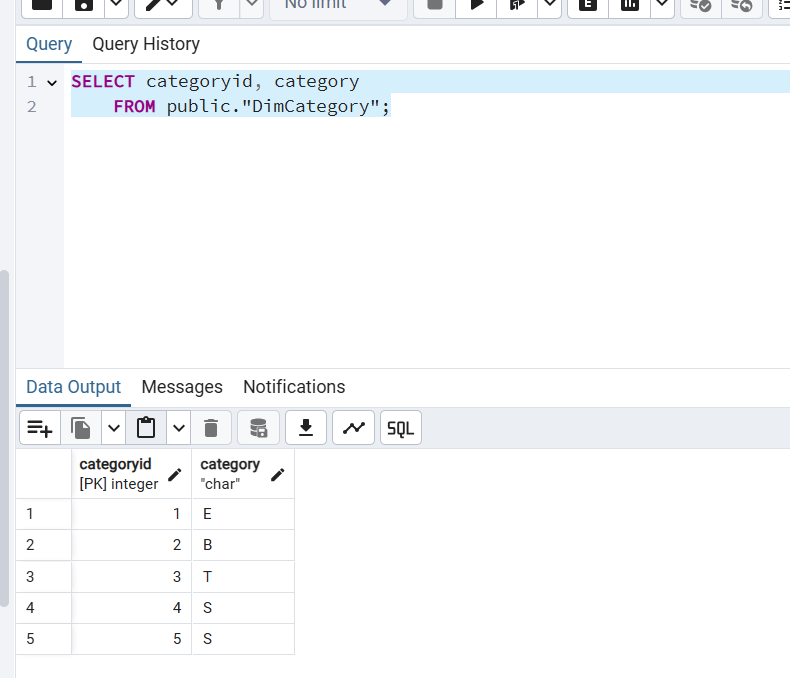 No limit
E
Query Query History
1 SELECT categoryid, category
2 FROM public."DimCategory";
Data Output Messages Notifications
SQL
categoryid category
[PK] integer "char"
1 1 E
2 2 B
3 3 T
4 4 S
5 5 S